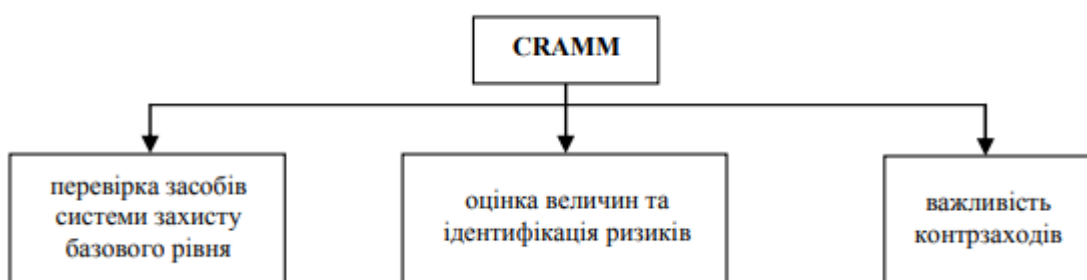 CRAMM
перевірка засобів
системи захисту
базового рівня
оцінка величин та
ідентифікація ризиків
важливість
контрзаходів